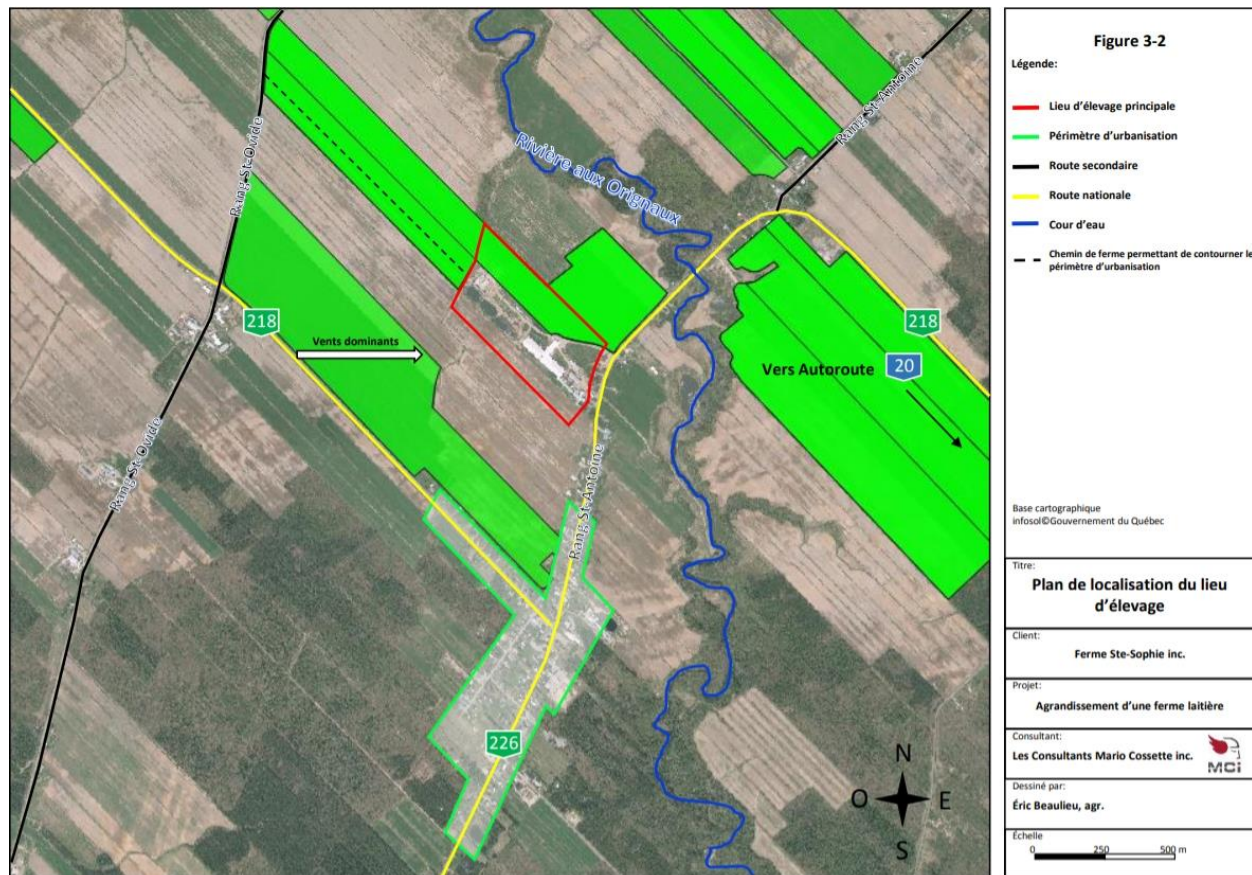 Rang St-Ovide
Rang St-Antoine
Rivière aux Orignaux
218
Vents dominants
218
20
Vers Autoroute
Rang St-Ovide
Rang St-Antoine
226
N
O
E
S
Figure 3-2
Légende:
Lieu d'élevage principale
Périmètre d'urbanisation
Route secondaire
Route nationale
Cour d'eau
Chemin de ferme permettant de contourner le
périmètre d'urbanisation
Base cartographique
infosol©Gouvernement du Québec
Titre:
Plan de localisation du lieu
d'élevage
Client:
Ferme Ste-Sophie inc.
Projet:
Agrandissement d'une ferme laitière
Consultant:
Les Consultants Mario Cossette inc.
MCi
Dessiné par:
Éric Beaulieu, agr.
Échelle
0 250 500 m